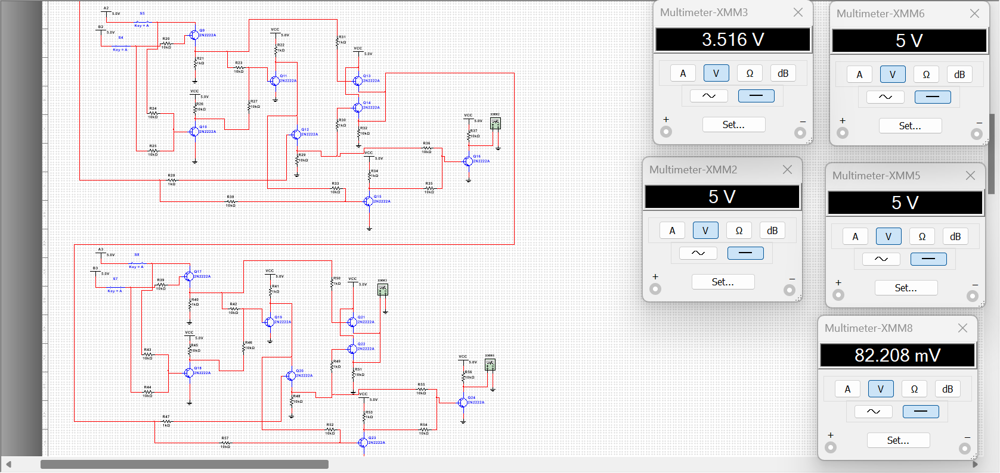 A2
5.0V
S5
Key = A
B2
5.0V
S4
Key = A
R20
10kΩ
Q9
2N2222A
R21
1kΩ
VCC
5.0V
R22
1kΩ
R23
10kΩ
Q11
2N2222A
VCC
5.0V
R26
1kΩ
R27
10kΩ
R24
10kΩ
Q10
2N2222A
R25
10kΩ
R31
1kΩ
VCC
5.0V
Q13
2N2222A
Q14
2N2222A
R30
1kΩ
R32
10kΩ
Q12
2N2222A
R29
10kΩ
VCC
5.0V
R34
1kΩ
R36
10kΩ
VCC
5.0V
R37
10kΩ
XMM2
Q16
2N2222A
R28
1kΩ
R33
10kΩ
R35
10kΩ
R38
10kΩ
Q15
2N2222A
A3
5.0V
S8
Key = A
B3
5.0V
S7
Key = A
R39
10kΩ
Q17
2N2222A
R40
1kΩ
VCC
5.0V
R41
1kΩ
R42
10kΩ
Q19
2N2222A
VCC
5.0V
R45
1kΩ
R46
10kΩ
R43
10kΩ
Q18
2N2222A
R44
10kΩ
R50
1kΩ
VCC
5.0V
XMM3
Q21
2N2222A
Q22
2N2222A
R49
1kΩ
R51
10kΩ
Q20
2N2222A
R48
10kΩ
VCC
5.0V
R53
1kΩ
R55
10kΩ
VCC
5.0V
R56
10kΩ
XMM6
Q24
2N2222A
R47
1kΩ
R52
10kΩ
R54
10kΩ
R57
10kΩ
Q23
2N2222A
Multimeter-XMM3
3.516 V
A V Ω dB
+ Set... −
Multimeter-XMM6
5 V
A V Ω dB
+ Set... −
Multimeter-XMM2
5 V
A V Ω dB
+ Set... −
Multimeter-XMM5
5 V
A V Ω dB
+ Set... −
Multimeter-XMM8
82.208 mV
A V Ω dB
+ Set... −